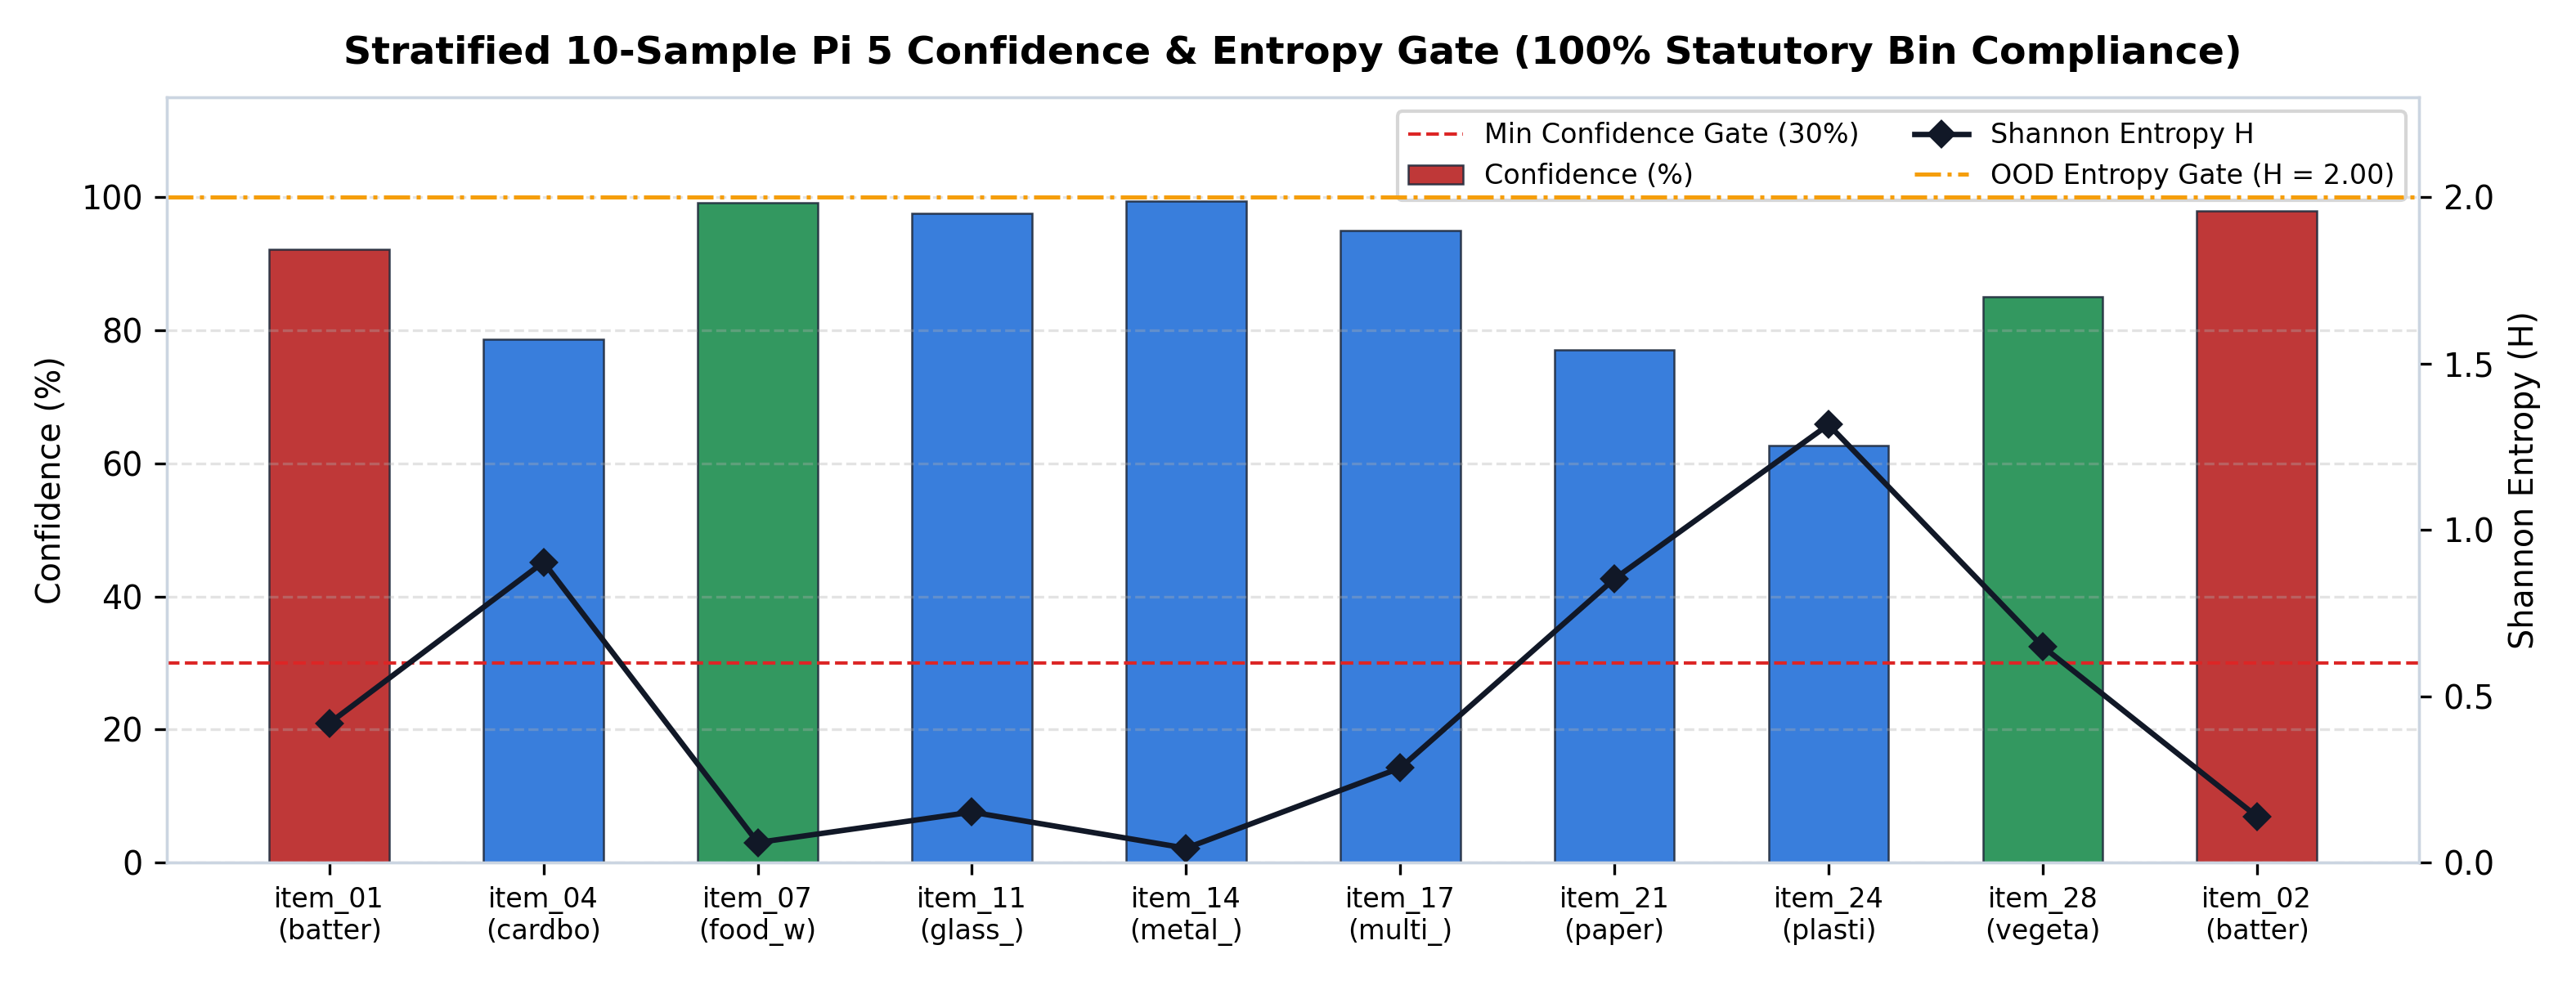 Stratified 10-Sample Pi 5 Confidence & Entropy Gate (100% Statutory Bin Compliance)
Min Confidence Gate (30%)
Confidence (%)
Shannon Entropy H
OOD Entropy Gate (H = 2.00)
Confidence (%)
100
80
60
40
20
0
2.0
1.5
1.0
0.5
0.0
Shannon Entropy (H)
item_01
(batter)
item_04
(cardbo)
item_07
(food_w)
item_11
(glass_)
item_14
(metal_)
item_17
(multi_)
item_21
(paper)
item_24
(plasti)
item_28
(vegeta)
item_02
(batter)